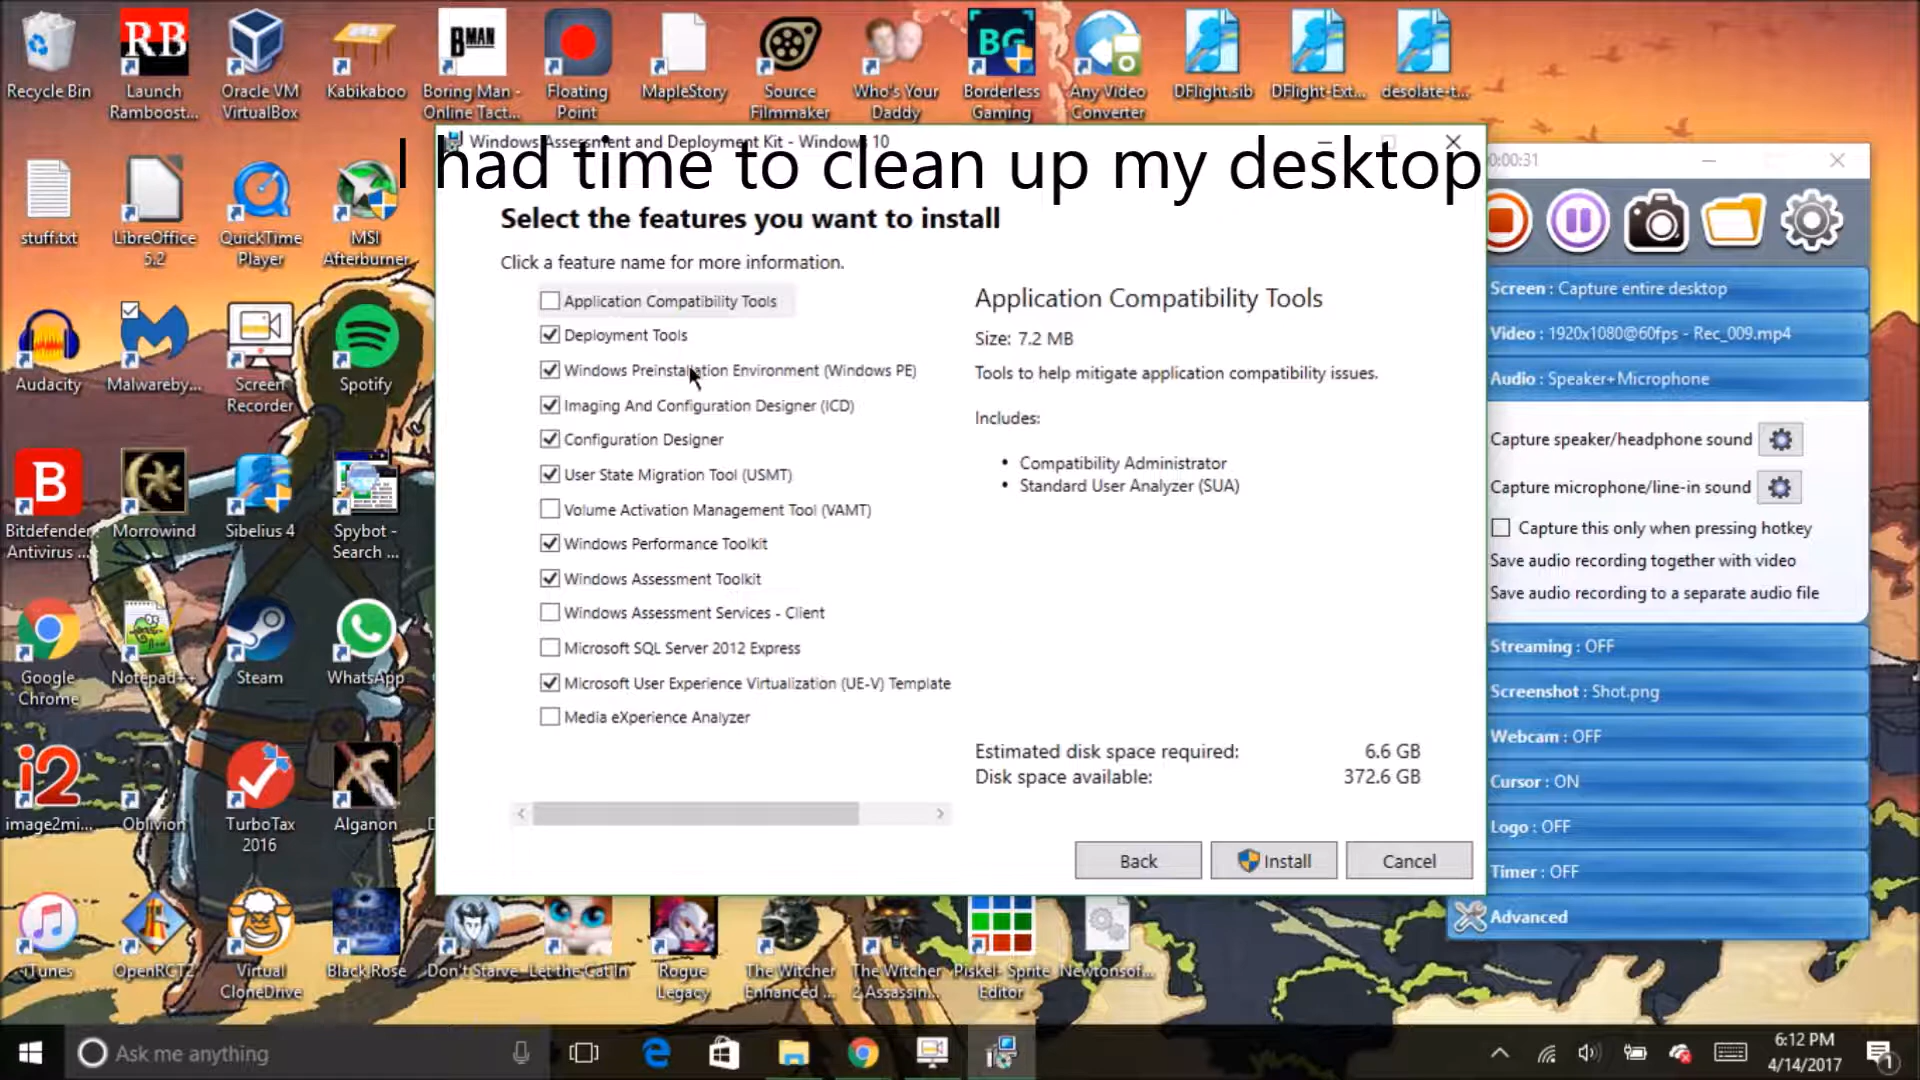 Recycle Bin
RB
Launch
Ramboost...
Oracle VM
VirtualBox
Kabikaboo
BMAN
Boring Man -
Online Tact...
Floating
Point
MapleStory
Source
Filmmaker
Who's Your
Daddy
BG
Borderless
Gaming
Any Video
Converter
DFlight.sib
DFlight-Ext...
desolate-t...
Windows Assessment and Deployment Kit - Windows 10
I had time to clean up my desktop
Select the features you want to install
Click a feature name for more information.
Application Compatibility Tools
Deployment Tools
Windows Preinstallation Environment (Windows PE)
Imaging And Configuration Designer (ICD)
Configuration Designer
User State Migration Tool (USMT)
Volume Activation Management Tool (VAMT)
Windows Performance Toolkit
Windows Assessment Toolkit
Windows Assessment Services - Client
Microsoft SQL Server 2012 Express
Microsoft User Experience Virtualization (UE-V) Template
Media eXperience Analyzer
Application Compatibility Tools
Size: 7.2 MB
Tools to help mitigate application compatibility issues.
Includes:
• Compatibility Administrator
• Standard User Analyzer (SUA)
Estimated disk space required: 6.6 GB
Disk space available: 372.6 GB
Back
Install
Cancel
00:00:31
Screen : Capture entire desktop
Video : 1920x1080@60fps - Rec_009.mp4
Audio : Speaker+Microphone
Capture speaker/headphone sound
Capture microphone/line-in sound
Capture this only when pressing hotkey
Save audio recording together with video
Save audio recording to a separate audio file
Streaming : OFF
Screenshot : Shot.png
Webcam : OFF
Cursor : ON
Logo : OFF
Timer : OFF
Advanced
stuff.txt
LibreOffice
5.2
QuickTime
Player
MSI
Afterburner
Audacity
Malwareby...
Screen
Recorder
Spotify
B
Bitdefender
Antivirus ...
Morrowind
Sibelius 4
Spybot -
Search ...
Google
Chrome
Notepad++
Steam
WhatsApp
i2
image2mi...
Oblivion
TurboTax
2016
Alganon
iTunes
OpenRCT2
Virtual
CloneDrive
Black Rose
Don't Starve
Let the Cat In
Rogue
Legacy
The Witcher
Enhanced ...
The Witcher
2 Assassin...
Piskel- Sprite
Editor
Newtonsof...
Ask me anything
6:12 PM
4/14/2017
1